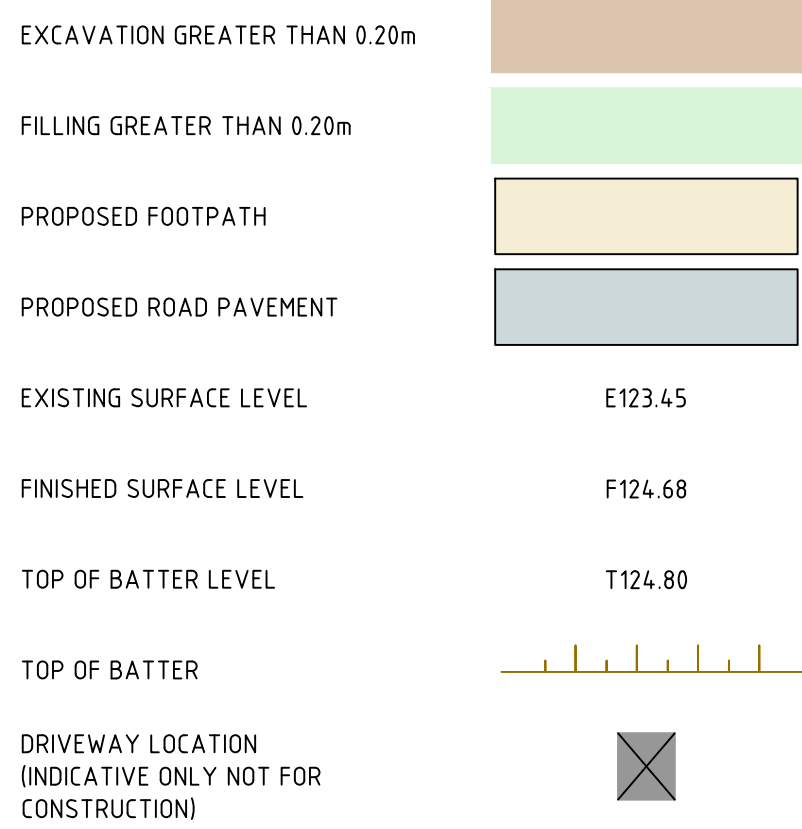 EXCAVATION GREATER THAN 0.20m
FILLING GREATER THAN 0.20m
PROPOSED FOOTPATH
PROPOSED ROAD PAVEMENT
EXISTING SURFACE LEVEL E123.45
FINISHED SURFACE LEVEL F124.68
TOP OF BATTER LEVEL T124.80
TOP OF BATTER
DRIVEWAY LOCATION
(INDICATIVE ONLY NOT FOR
CONSTRUCTION)